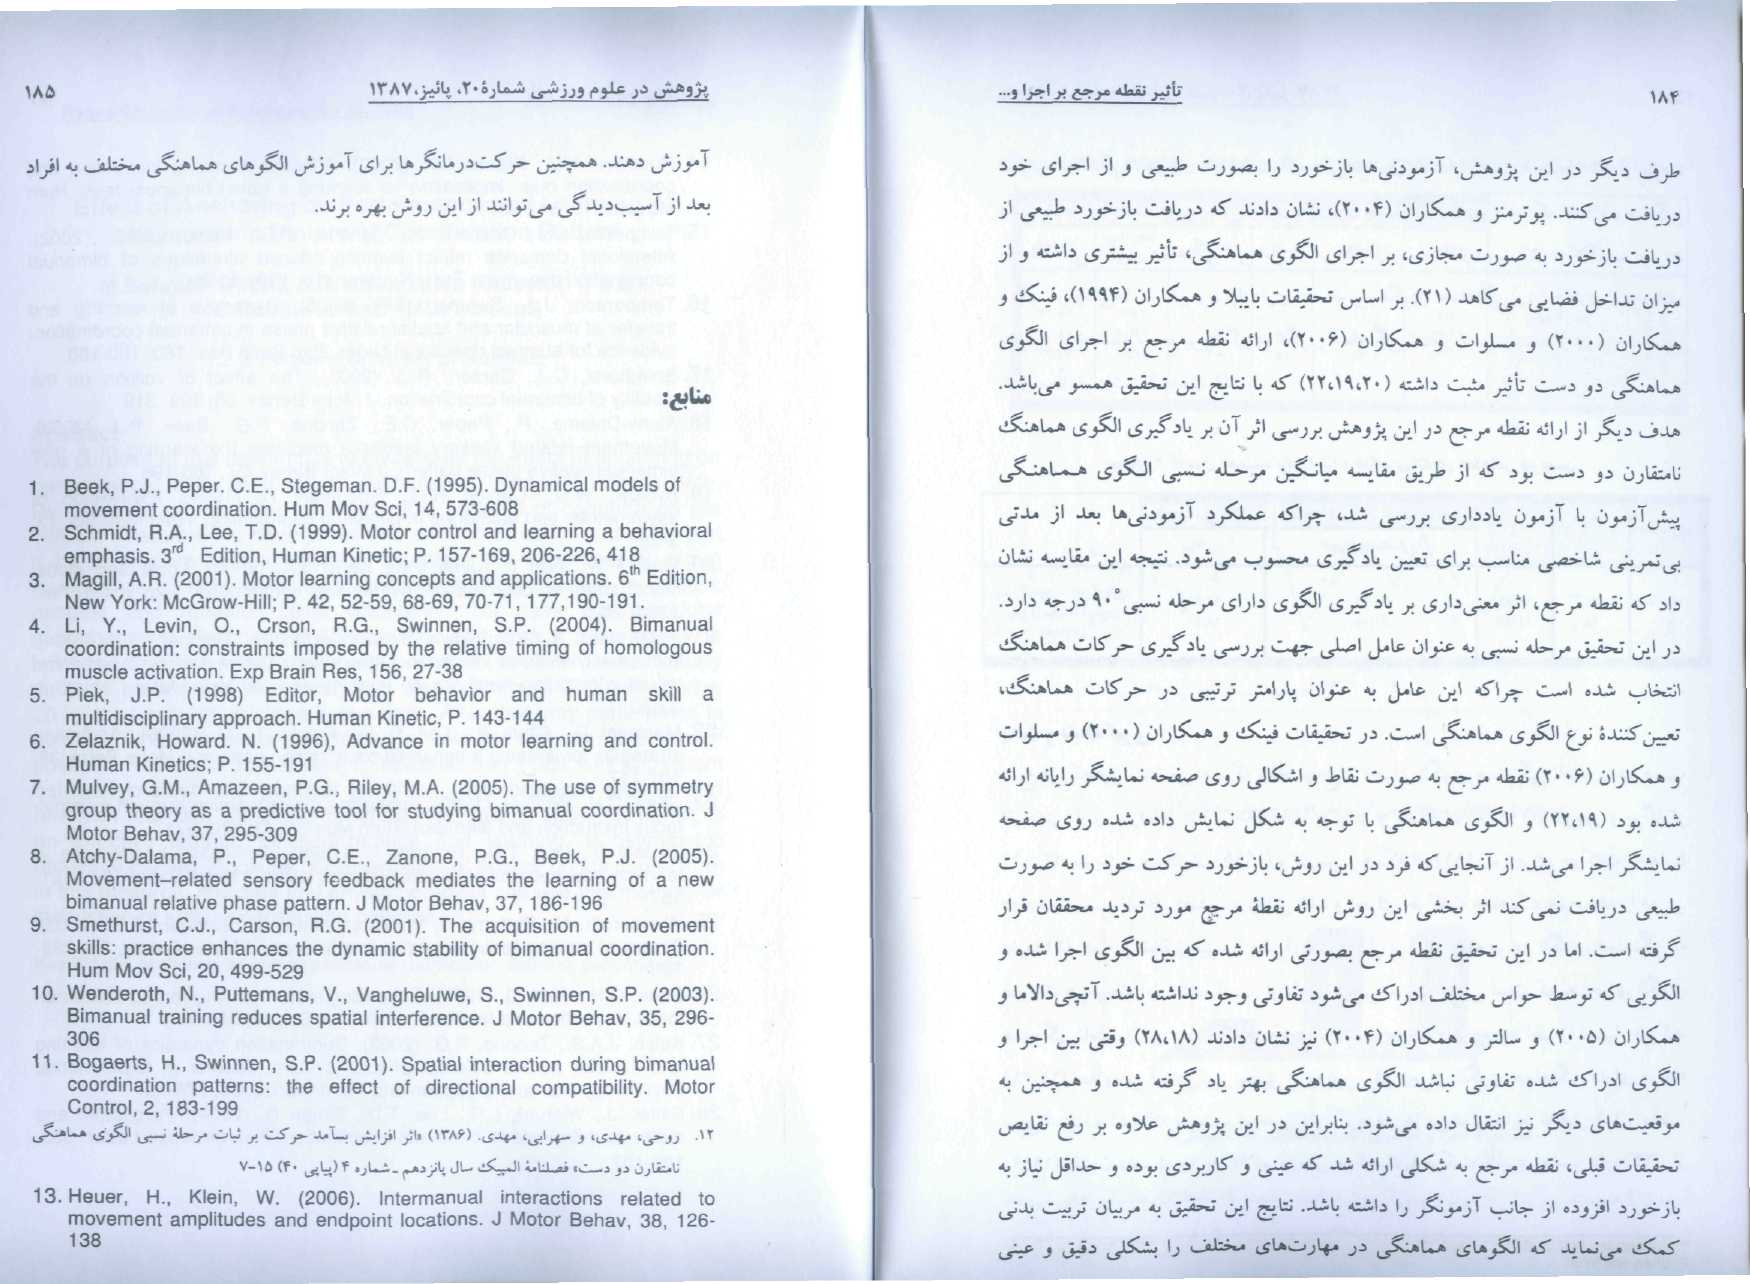 ۱۸۴
تأثیر نقطه مرجع بر اجرا و...
طرف دیگر در این پژوهش، آزمودنی‌ها بازخورد را بصورت طبیعی و از اجرای خود
دریافت می‌کنند. پوترمنز و همکاران (۲۰۰۴)، نشان دادند که دریافت بازخورد طبیعی از
دریافت بازخورد به صورت مجازی، بر اجرای الگوی هماهنگی، تأثیر بیشتری داشته و از
میزان تداخل فضایی می‌کاهد (۲۱). بر اساس تحقیقات بایبلا و همکاران (۱۹۹۴)، فینک و
همکاران (۲۰۰۰) و مسلوات و همکاران (۲۰۰۶)، ارائه نقطه مرجع بر اجرای الگوی
هماهنگی دو دست تأثیر مثبت داشته (۲۲،۱۹،۲۰) که با نتایج این تحقیق همسو می‌باشد.
هدف دیگر از ارائه نقطه مرجع در این پژوهش بررسی اثر آن بر یادگیری الگوی هماهنگ
نامتقارن دو دست بود که از طریق مقایسه میانگین مرحله نسبی الگوی هماهنگی
پیش‌آزمون با آزمون یادداری بررسی شد، چراکه عملکرد آزمودنی‌ها بعد از مدتی
بی‌تمرینی شاخصی مناسب برای تعیین یادگیری محسوب می‌شود. نتیجه این مقایسه نشان
داد که نقطه مرجع، اثر معنی‌داری بر یادگیری الگوی دارای مرحله نسبی ۹۰° درجه دارد.
در این تحقیق مرحله نسبی به عنوان عامل اصلی جهت بررسی یادگیری حرکات هماهنگ
انتخاب شده است چراکه این عامل به عنوان پارامتر ترتیبی در حرکات هماهنگ،
تعیین‌کنندهٔ نوع الگوی هماهنگی است. در تحقیقات فینک و همکاران (۲۰۰۰) و مسلوات
و همکاران (۲۰۰۶) نقطه مرجع به صورت نقاط و اشکالی روی صفحه نمایشگر رایانه ارائه
شده بود (۲۲،۱۹) و الگوی هماهنگی با توجه به شکل نمایش داده شده روی صفحه
نمایشگر اجرا می‌شد. از آنجایی‌که فرد در این روش، بازخورد حرکت خود را به صورت
طبیعی دریافت نمی‌کند اثر بخشی این روش ارائه نقطهٔ مرجع مورد تردید محققان قرار
گرفته است. اما در این تحقیق نقطه مرجع بصورتی ارائه شده که بین الگوی اجرا شده و
الگویی که توسط حواس مختلف ادراک می‌شود تفاوتی وجود نداشته باشد. آتچی‌دالاما و
همکاران (۲۰۰۵) و سالتر و همکاران (۲۰۰۴) نیز نشان دادند (۲۸،۱۸) وقتی بین اجرا و
الگوی ادراک شده تفاوتی نباشد الگوی هماهنگی بهتر یاد گرفته شده و همچنین به
موقعیت‌های دیگر نیز انتقال داده می‌شود. بنابراین در این پژوهش علاوه بر رفع نقایص
تحقیقات قبلی، نقطه مرجع به شکلی ارائه شد که عینی و کاربردی بوده و حداقل نیاز به
بازخورد افزوده از جانب آزمونگر را داشته باشد. نتایج این تحقیق به مربیان تربیت بدنی
کمک می‌نماید که الگوهای هماهنگی در مهارت‌های مختلف را بشکلی دقیق و عینی
پژوهش در علوم ورزشی شمارهٔ ۲۰، پائیز، ۱۳۸۷
۱۸۵
آموزش دهند. همچنین حرکت‌درمانگرها برای آموزش الگوهای هماهنگی مختلف به افراد
بعد از آسیب‌دیدگی می‌توانند از این روش بهره برند.
منابع:
1. Beek, P.J., Peper. C.E., Stegeman. D.F. (1995). Dynamical models of
movement coordination. Hum Mov Sci, 14, 573-608
2. Schmidt, R.A., Lee, T.D. (1999). Motor control and learning a behavioral
emphasis. 3rd Edition, Human Kinetic; P. 157-169, 206-226, 418
3. Magill, A.R. (2001). Motor learning concepts and applications. 6th Edition,
New York: McGrow-Hill; P. 42, 52-59, 68-69, 70-71, 177,190-191.
4. Li, Y., Levin, O., Crson, R.G., Swinnen, S.P. (2004). Bimanual
coordination: constraints imposed by the relative timing of homologous
muscle activation. Exp Brain Res, 156, 27-38
5. Piek, J.P. (1998) Editor, Motor behavior and human skill a
multidisciplinary approach. Human Kinetic, P. 143-144
6. Zelaznik, Howard. N. (1996), Advance in motor learning and control.
Human Kinetics; P. 155-191
7. Mulvey, G.M., Amazeen, P.G., Riley, M.A. (2005). The use of symmetry
group theory as a predictive tool for studying bimanual coordination. J
Motor Behav, 37, 295-309
8. Atchy-Dalama, P., Peper, C.E., Zanone, P.G., Beek, P.J. (2005).
Movement–related sensory feedback mediates the learning of a new
bimanual relative phase pattern. J Motor Behav, 37, 186-196
9. Smethurst, C.J., Carson, R.G. (2001). The acquisition of movement
skills: practice enhances the dynamic stability of bimanual coordination.
Hum Mov Sci, 20, 499-529
10. Wenderoth, N., Puttemans, V., Vangheluwe, S., Swinnen, S.P. (2003).
Bimanual training reduces spatial interference. J Motor Behav, 35, 296-
306
11. Bogaerts, H., Swinnen, S.P. (2001). Spatial interaction during bimanual
coordination patterns: the effect of directional compatibility. Motor
Control, 2, 183-199
۱۲. روحی، مهدی، و سهرابی، مهدی. (۱۳۸۶) «اثر افزایش بسآمد حرکت بر ثبات مرحلهٔ نسبی الگوی هماهنگی
نامتقارن دو دست»، فصلنامهٔ المپیک سال پانزدهم ـ شماره ۴ (پیاپی ۴۰) ۱۵-۷
13. Heuer, H., Klein, W. (2006). Intermanual interactions related to
movement amplitudes and endpoint locations. J Motor Behav, 38, 126-
138